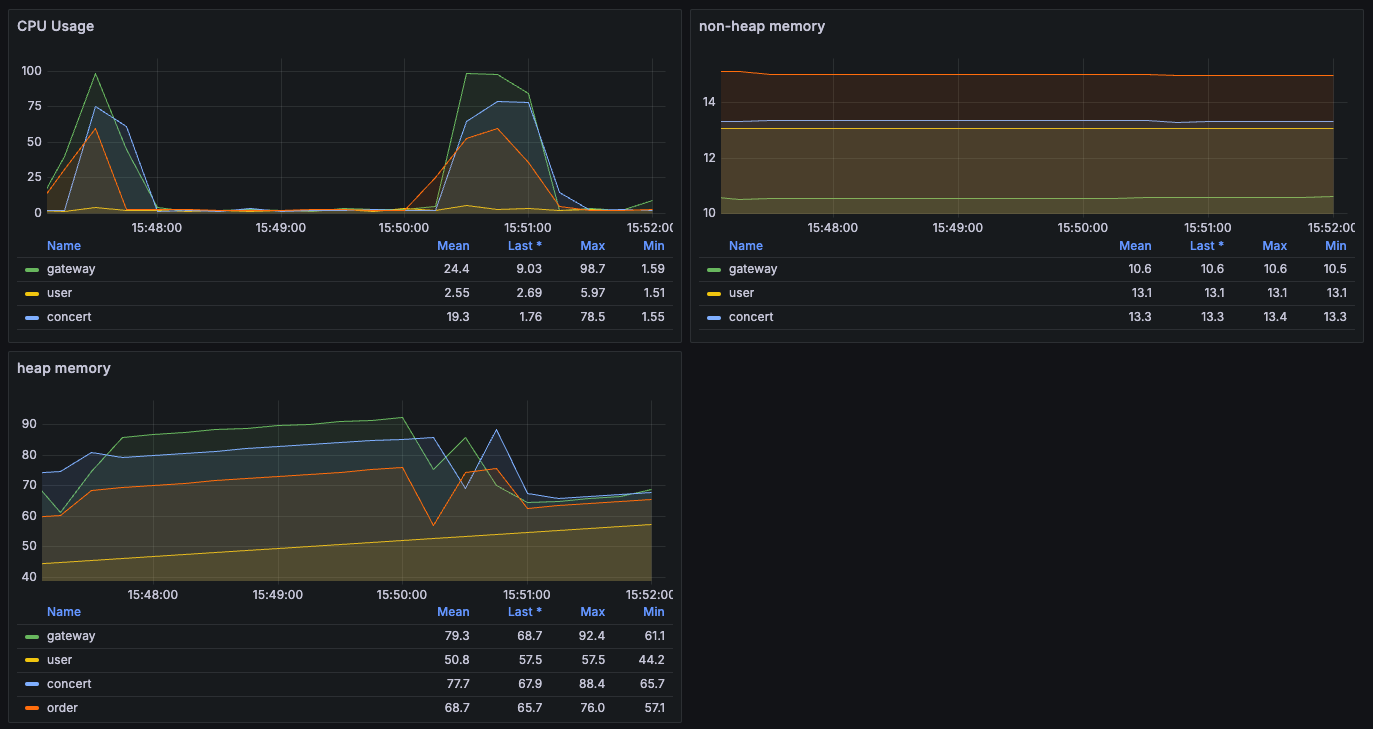 CPU Usage
100
75
50
25
0
15:48:00 15:49:00 15:50:00 15:51:00 15:52:00
Name Mean Last * Max Min
gateway 24.4 9.03 98.7 1.59
user 2.55 2.69 5.97 1.51
concert 19.3 1.76 78.5 1.55
non-heap memory
14
12
10
15:48:00 15:49:00 15:50:00 15:51:00 15:52:00
Name Mean Last * Max Min
gateway 10.6 10.6 10.6 10.5
user 13.1 13.1 13.1 13.1
concert 13.3 13.3 13.4 13.3
heap memory
90
80
70
60
50
40
15:48:00 15:49:00 15:50:00 15:51:00 15:52:00
Name Mean Last * Max Min
gateway 79.3 68.7 92.4 61.1
user 50.8 57.5 57.5 44.2
concert 77.7 67.9 88.4 65.7
order 68.7 65.7 76.0 57.1